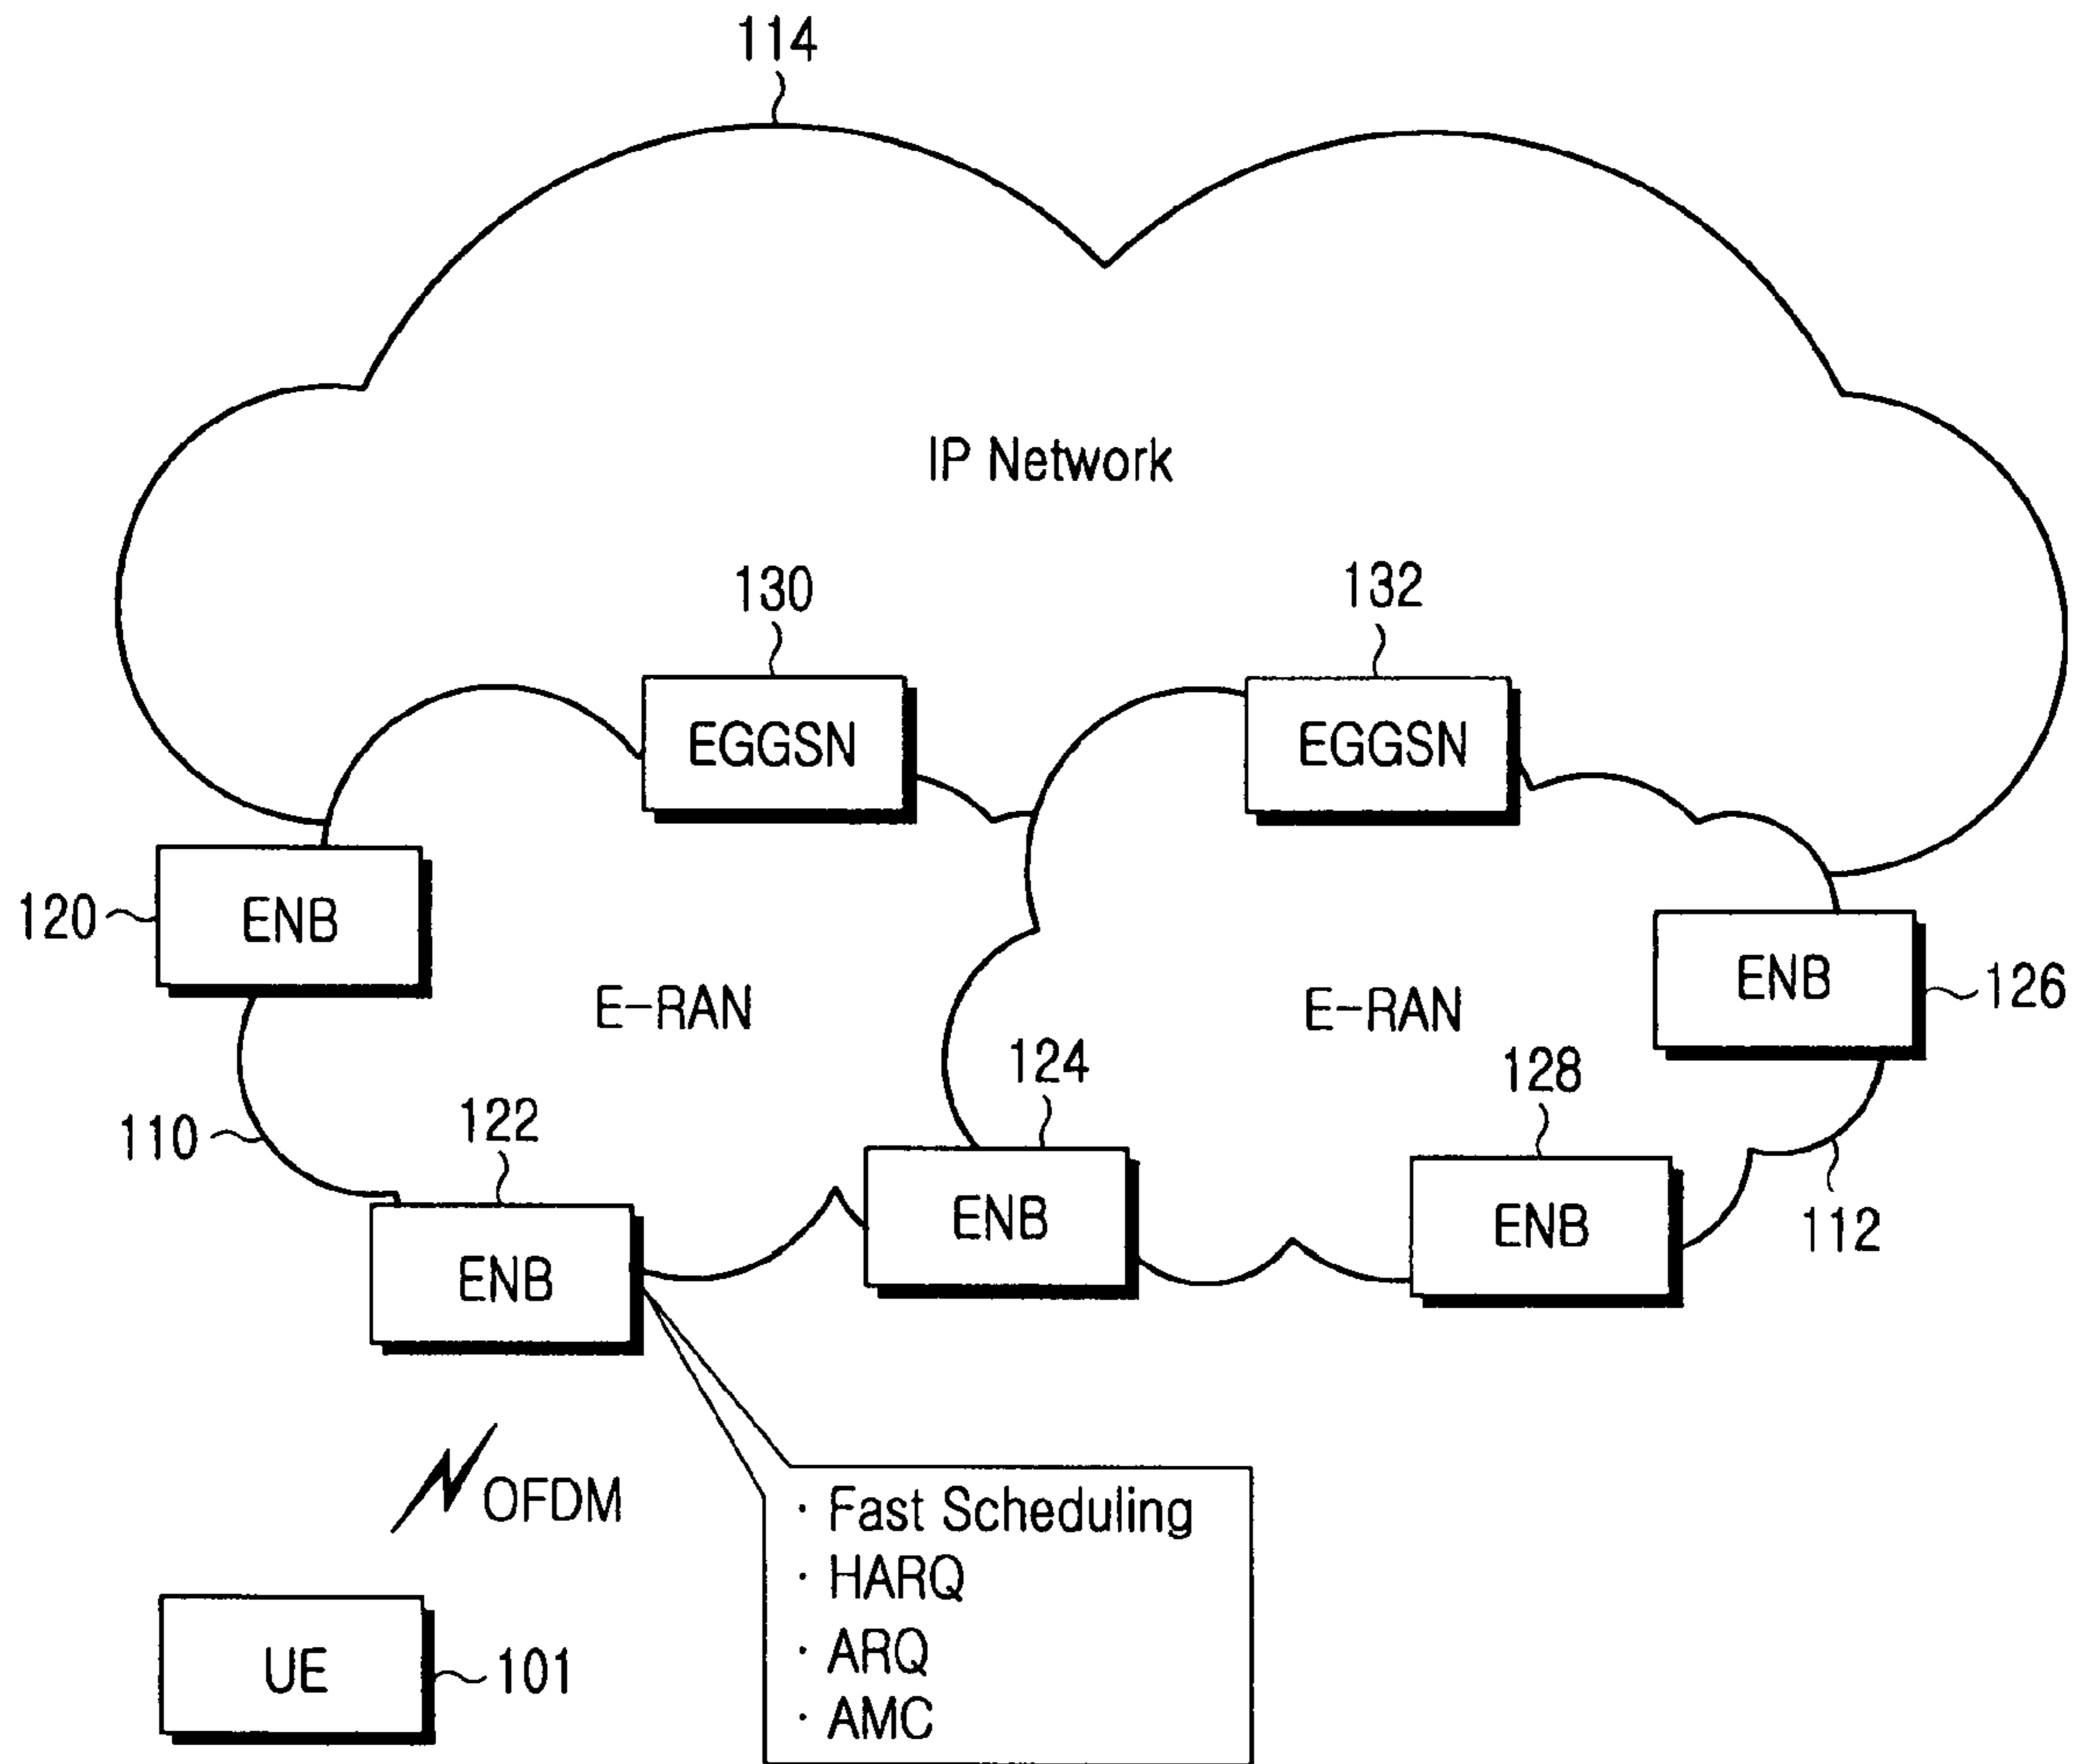 114
IP Network
130
132
EGGSN
EGGSN
120
ENB
ENB
126
E-RAN
E-RAN
124
128
110
122
112
ENB
ENB
ENB
OFDM
· Fast Scheduling
· HARQ
· ARQ
· AMC
UE
101